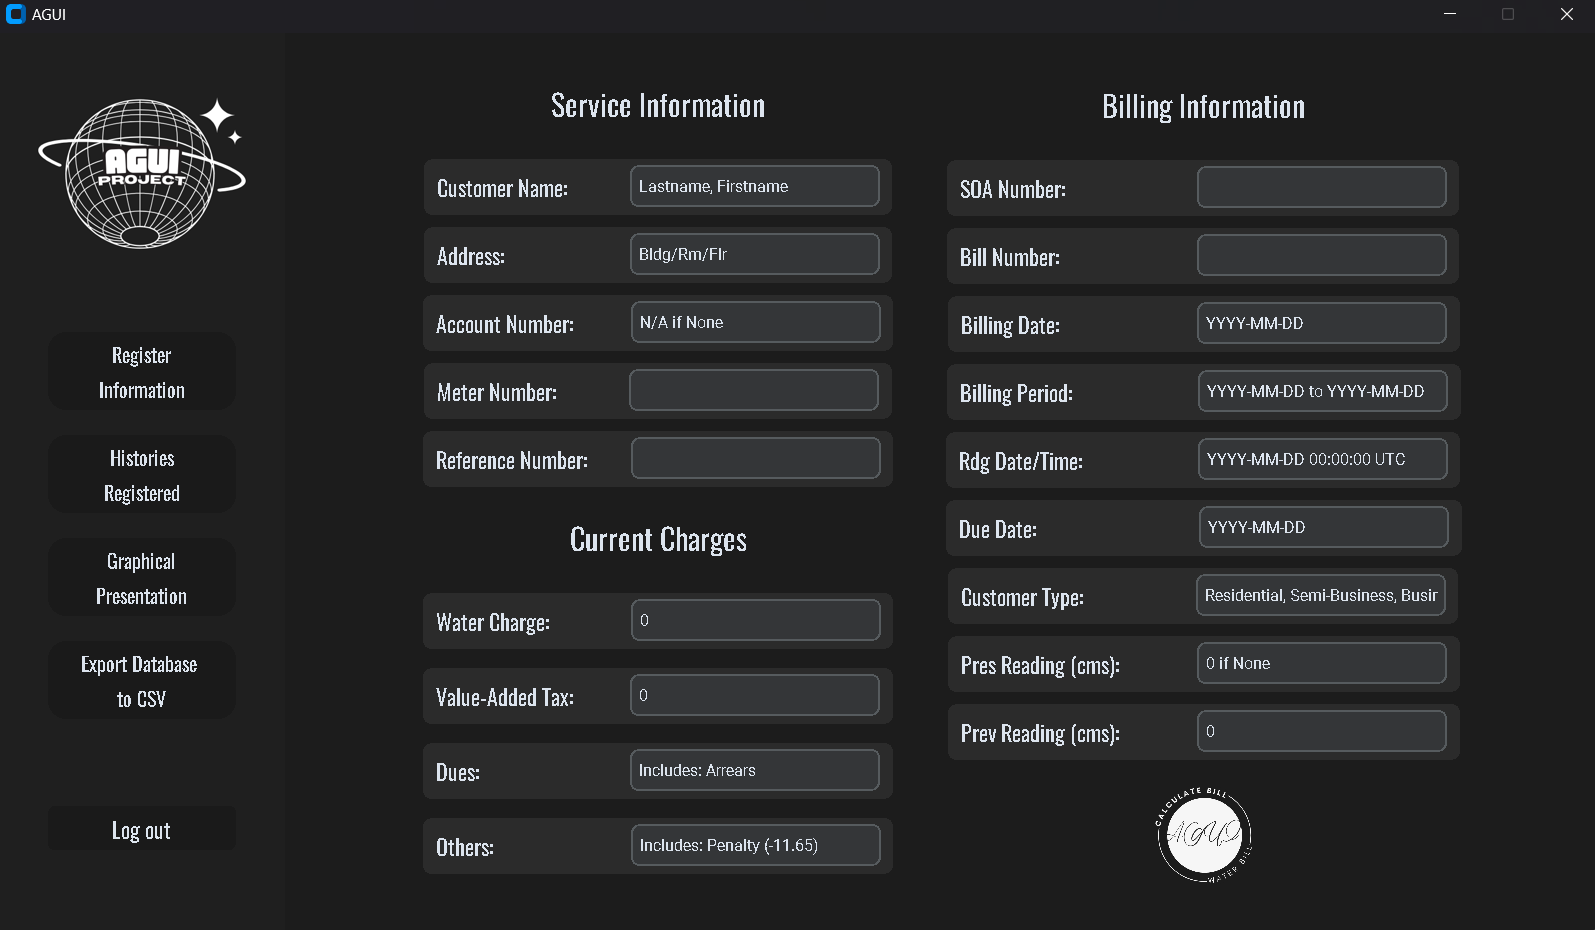 AGUI
AGUI
PROJECT
Register
Information
Histories
Registered
Graphical
Presentation
Export Database
to CSV
Log out
Service Information
Customer Name: Lastname, Firstname
Address: Bldg/Rm/Flr
Account Number: N/A if None
Meter Number:
Reference Number:
Current Charges
Water Charge: 0
Value-Added Tax: 0
Dues: Includes: Arrears
Others: Includes: Penalty (-11.65)
Billing Information
SOA Number:
Bill Number:
Billing Date: YYYY-MM-DD
Billing Period: YYYY-MM-DD to YYYY-MM-DD
Rdg Date/Time: YYYY-MM-DD 00:00:00 UTC
Due Date: YYYY-MM-DD
Customer Type: Residential, Semi-Business, Busir
Pres Reading (cms): 0 if None
Prev Reading (cms): 0
CALCULATE BILL
AGUI
WATER BILL